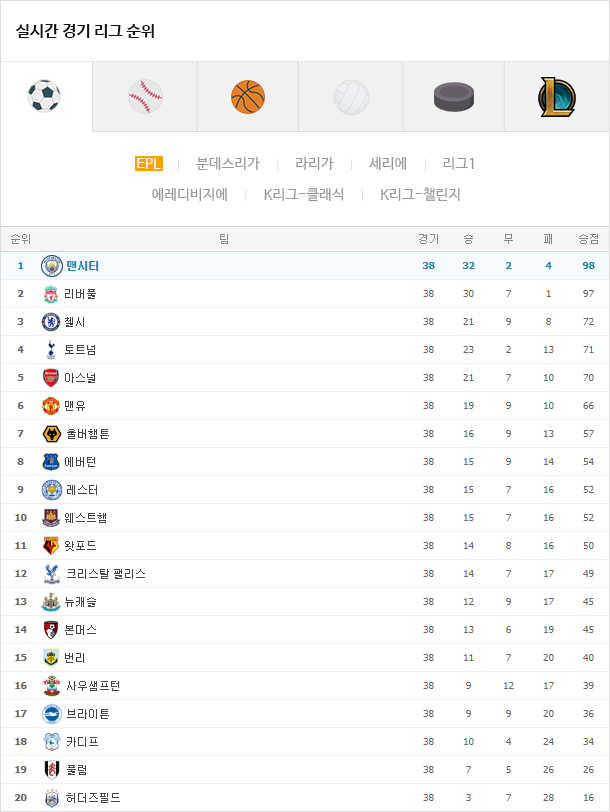 실시간 경기 리그 순위
EPL 분데스리가 라리가 세리에 리그1
에레디비지에 K리그-클래식 K리그-챌린지
순위 팀 경기 승 무 패 승점
1 맨시티 38 32 2 4 98
2 리버풀 38 30 7 1 97
3 첼시 38 21 9 8 72
4 토트넘 38 23 2 13 71
5 아스널 38 21 7 10 70
6 맨유 38 19 9 10 66
7 울버햄튼 38 16 9 13 57
8 에버턴 38 15 9 14 54
9 레스터 38 15 7 16 52
10 웨스트햄 38 15 7 16 52
11 왓포드 38 14 8 16 50
12 크리스탈 팰리스 38 14 7 17 49
13 뉴캐슬 38 12 9 17 45
14 본머스 38 13 6 19 45
15 번리 38 11 7 20 40
16 사우샘프턴 38 9 12 17 39
17 브라이튼 38 9 9 20 36
18 카디프 38 10 4 24 34
19 풀럼 38 7 5 26 26
20 허더즈필드 38 3 7 28 16